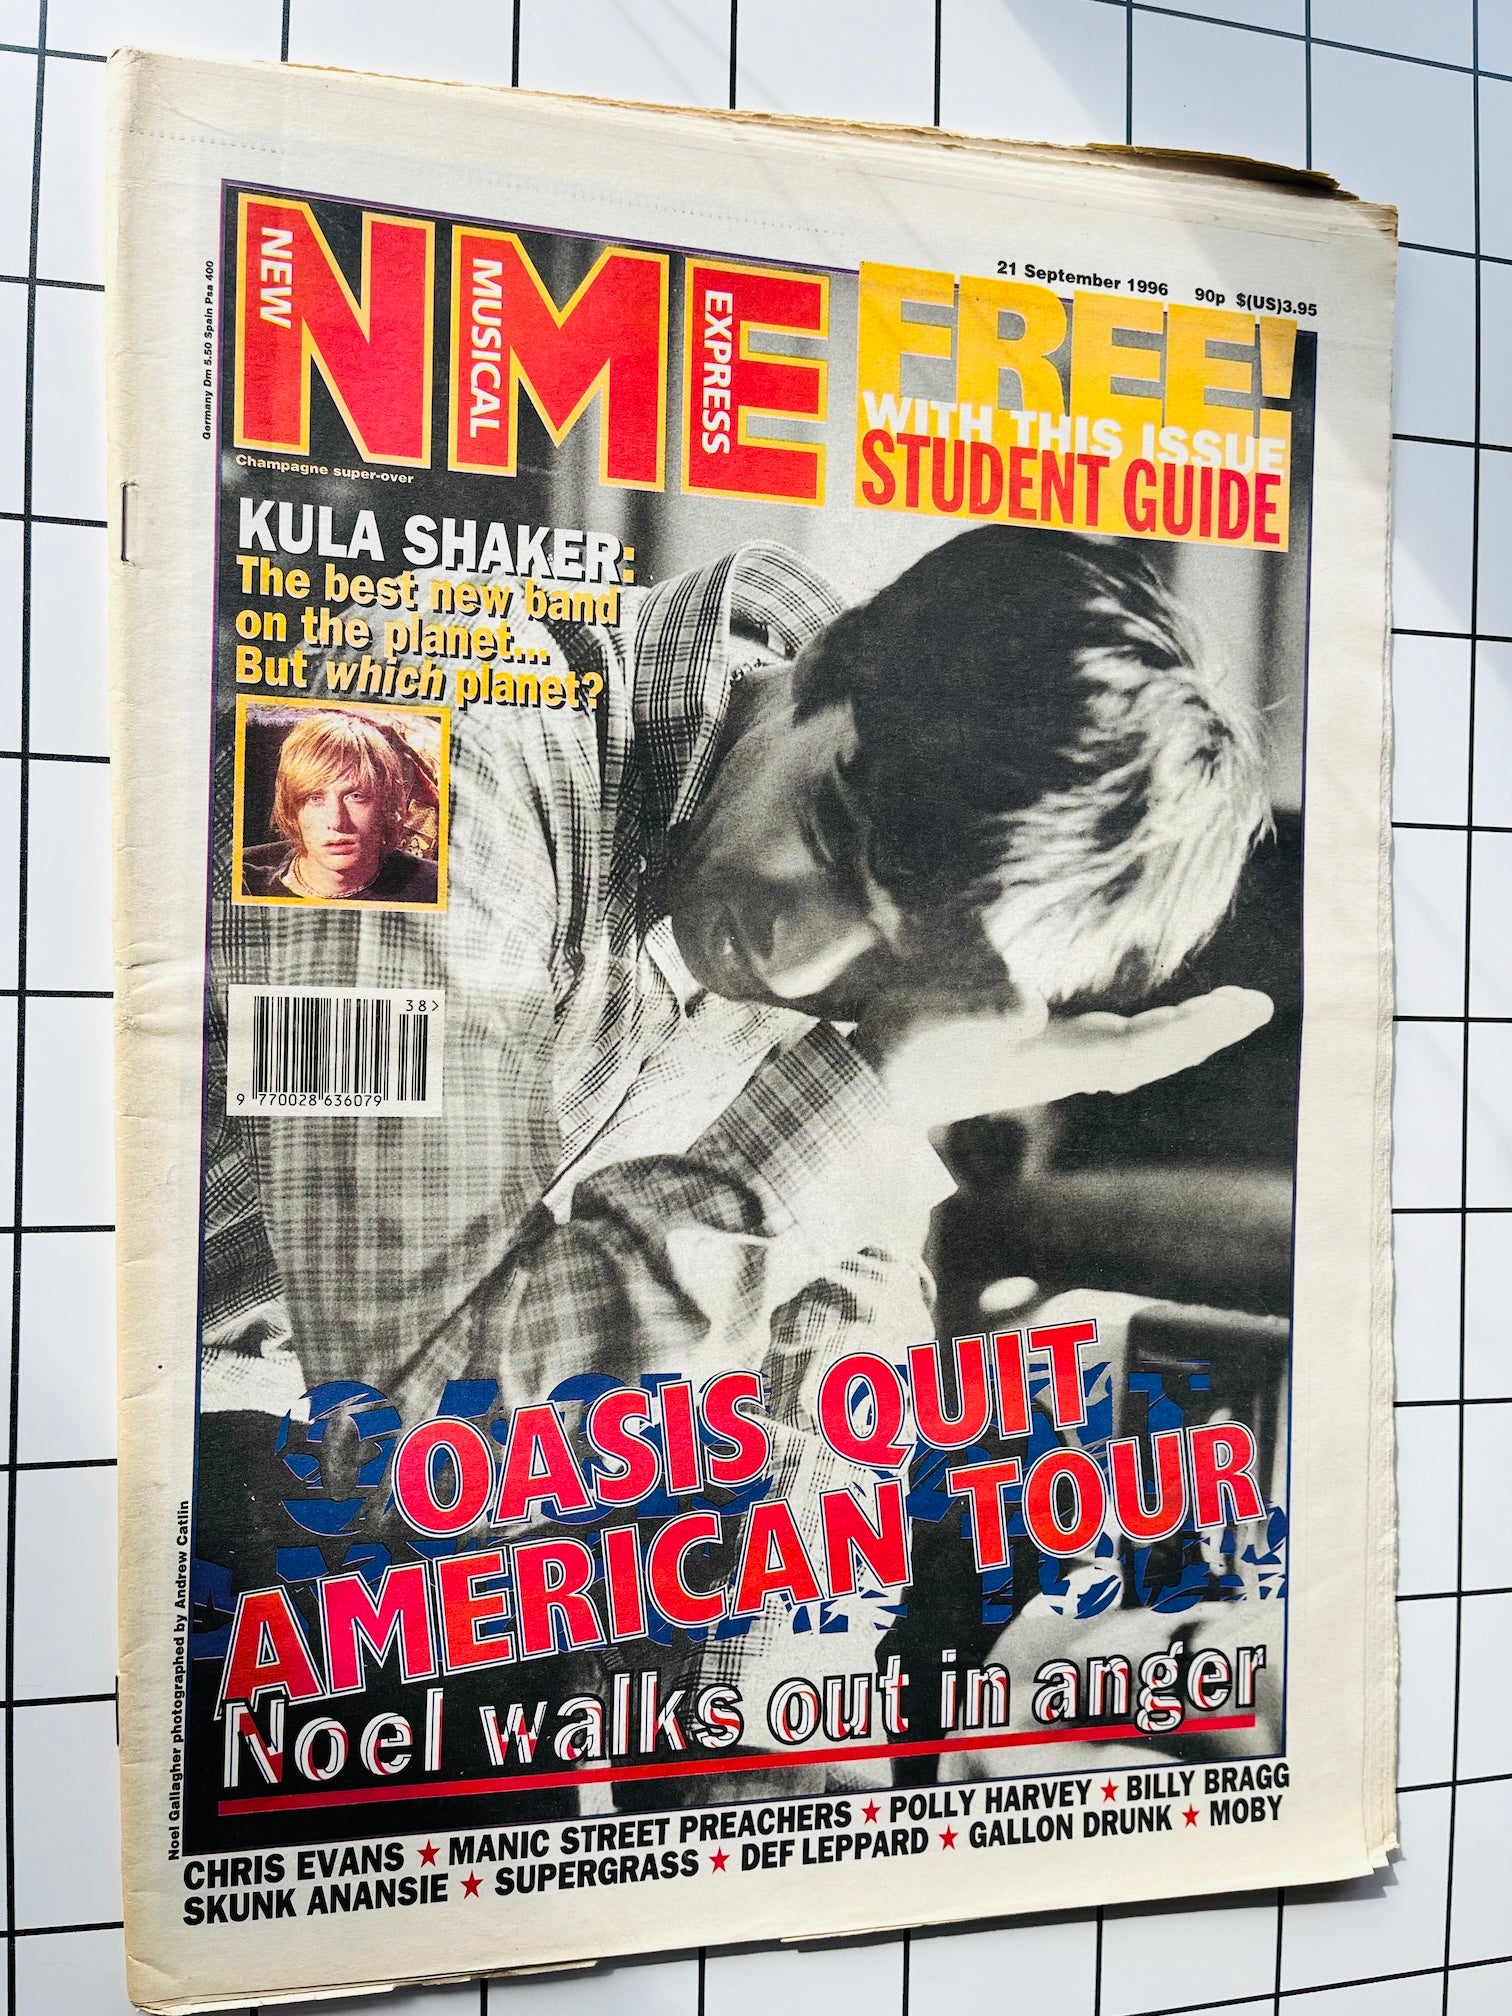 21 September 1996 90p $(US)3.95
Germany Dm 5.50 Spain Psa 400
NME
NEW
MUSICAL
EXPRESS
FREE!
WITH THIS ISSUE
STUDENT GUIDE
Champagne super-over
KULA SHAKER:
The best new band
on the planet...
But which planet?
38>
9 770028 636079
OASIS QUIT
AMERICAN TOUR
Noel walks out in anger
Noel Gallagher photographed by Andrew Catlin
CHRIS EVANS ★ MANIC STREET PREACHERS ★ POLLY HARVEY ★ BILLY BRAGG
SKUNK ANANSIE ★ SUPERGRASS ★ DEF LEPPARD ★ GALLON DRUNK ★ MOBY